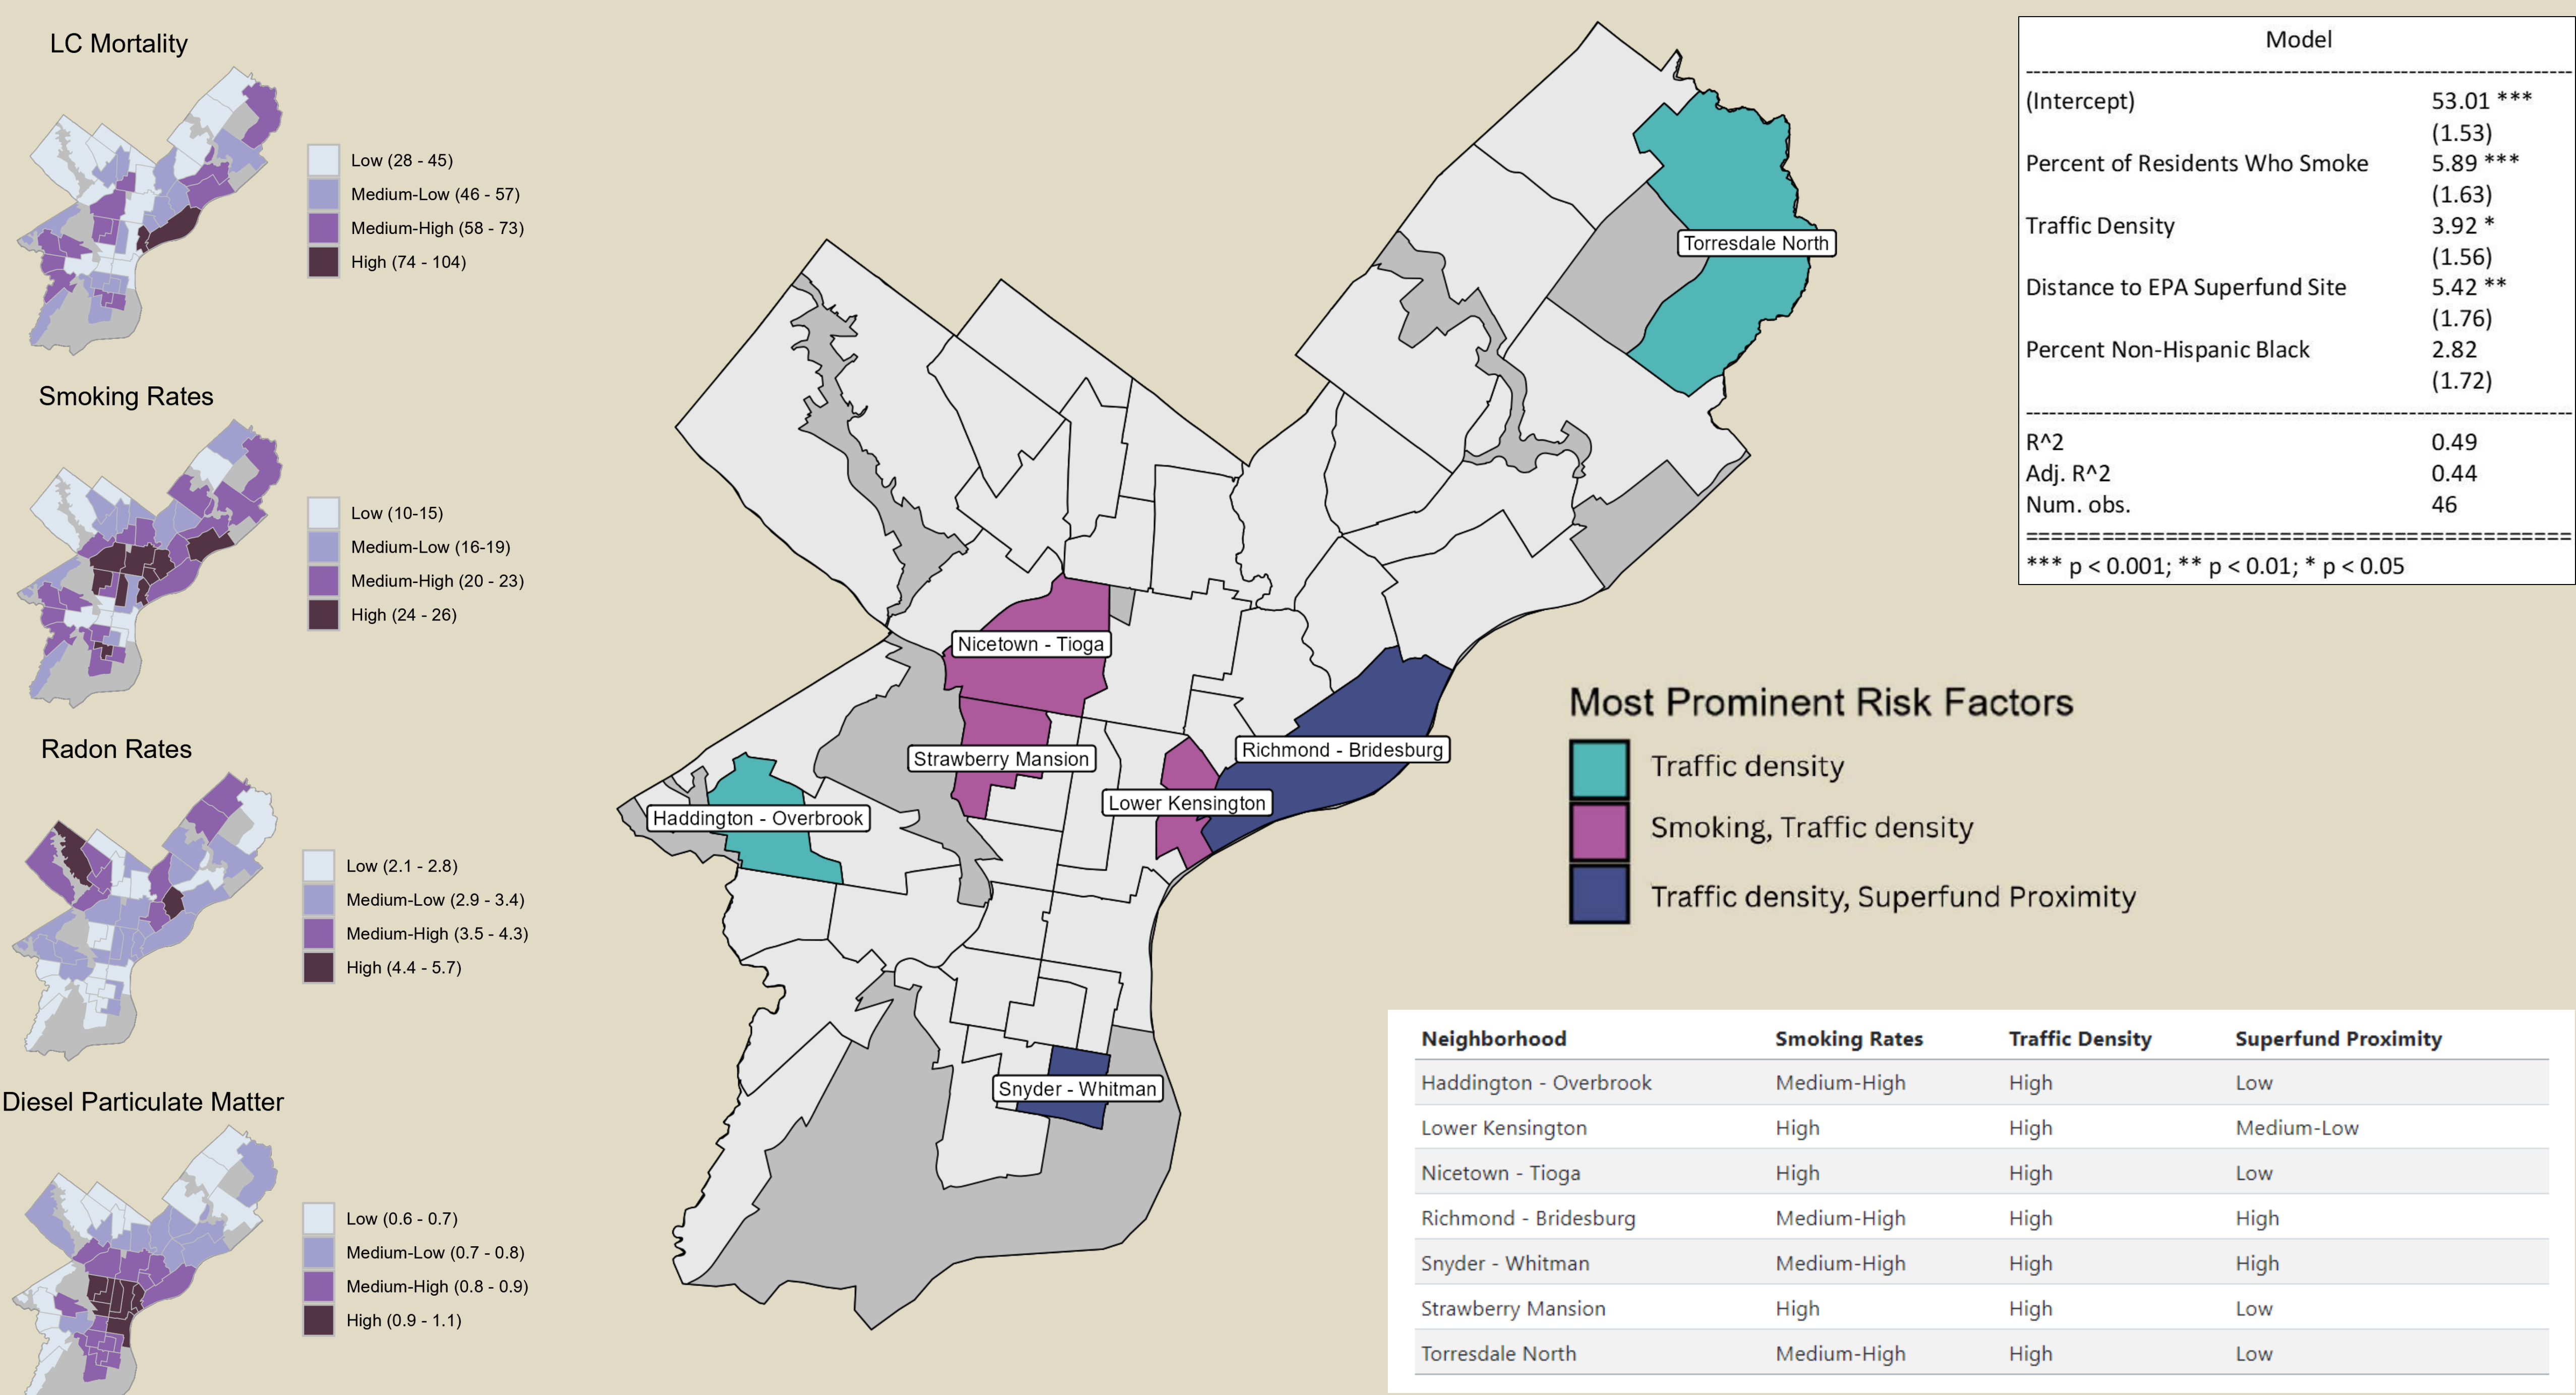 LC Mortality
Low (28 - 45)
Medium-Low (46 - 57)
Medium-High (58 - 73)
High (74 - 104)
Smoking Rates
Low (10-15)
Medium-Low (16-19)
Medium-High (20 - 23)
High (24 - 26)
Radon Rates
Low (2.1 - 2.8)
Medium-Low (2.9 - 3.4)
Medium-High (3.5 - 4.3)
High (4.4 - 5.7)
Diesel Particulate Matter
Low (0.6 - 0.7)
Medium-Low (0.7 - 0.8)
Medium-High (0.8 - 0.9)
High (0.9 - 1.1)
Torresdale North
Nicetown - Tioga
Strawberry Mansion
Richmond - Bridesburg
Lower Kensington
Haddington - Overbrook
Snyder - Whitman
Model
(Intercept) 53.01 ***
(1.53)
Percent of Residents Who Smoke 5.89 ***
(1.63)
Traffic Density 3.92 *
(1.56)
Distance to EPA Superfund Site 5.42 **
(1.76)
Percent Non-Hispanic Black 2.82
(1.72)
R^2 0.49
Adj. R^2 0.44
Num. obs. 46
*** p < 0.001; ** p < 0.01; * p < 0.05
Most Prominent Risk Factors
Traffic density
Smoking, Traffic density
Traffic density, Superfund Proximity
Neighborhood Smoking Rates Traffic Density Superfund Proximity
Haddington - Overbrook Medium-High High Low
Lower Kensington High High Medium-Low
Nicetown - Tioga High High Low
Richmond - Bridesburg Medium-High High High
Snyder - Whitman Medium-High High High
Strawberry Mansion High High Low
Torresdale North Medium-High High Low